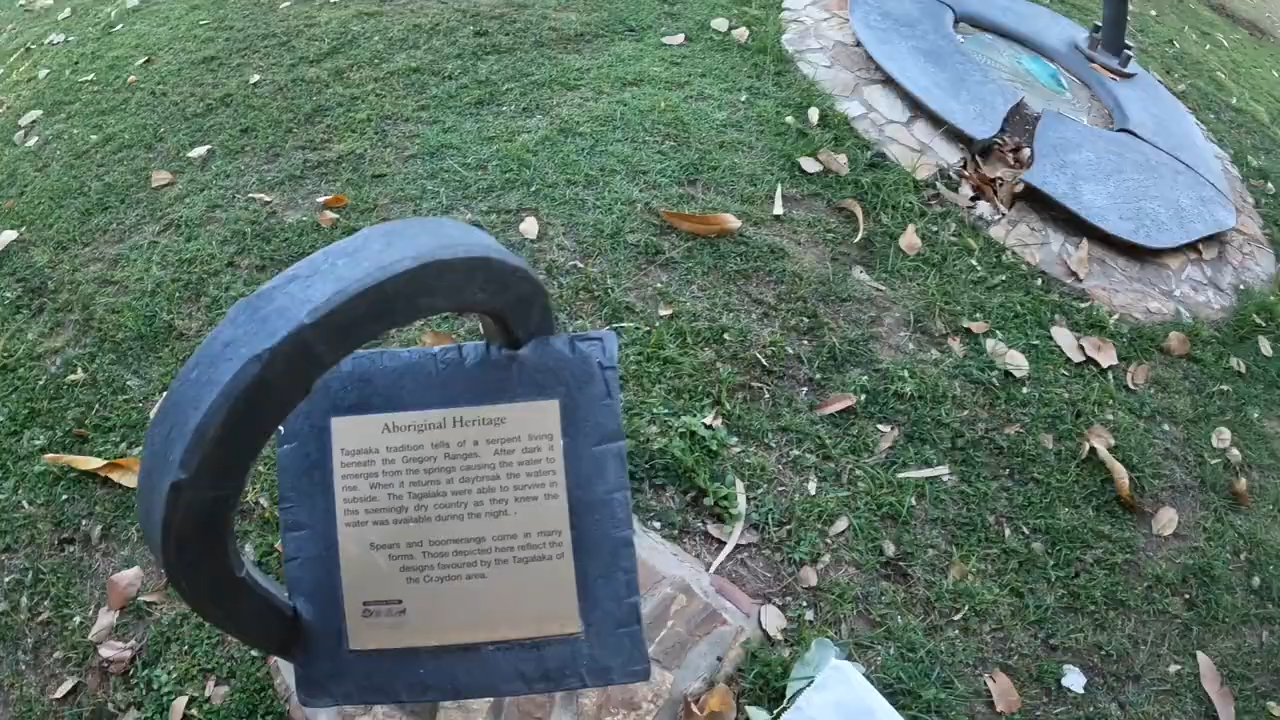 Aboriginal Heritage
Tagalaka tradition tells of a serpent living
beneath the Gregory Ranges. After dark it
emerges from the springs causing the water to
rise. When it returns at daybreak the waters
subside. The Tagalaka were able to survive in
this seemingly dry country as they knew the
water was available during the night. .
Spears and boomerangs come in many
forms. Those depicted here reflect the
designs favoured by the Tagalaka of
the Croydon area.